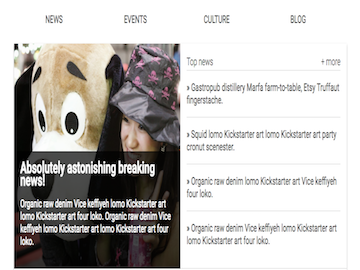 NEWS EVENTS CULTURE BLOG
Absolutely astonishing breaking
news!
Organic raw denim Vice keffiyeh lomo Kickstarter art
lomo Kickstarter art four loko. Organic raw denim Vice
keffiyeh lomo Kickstarter art lomo Kickstarter art four
loko.
Top news + more
» Gastropub distillery Marfa farm-to-table, Etsy Truffaut
fingerstache.
» Squid lomo Kickstarter art lomo Kickstarter art party
cronut scenester.
» Organic raw denim lomo Kickstarter art Vice keffiyeh
four loko.
» Organic raw denim Vice keffiyeh lomo Kickstarter art
lomo Kickstarter art four loko.